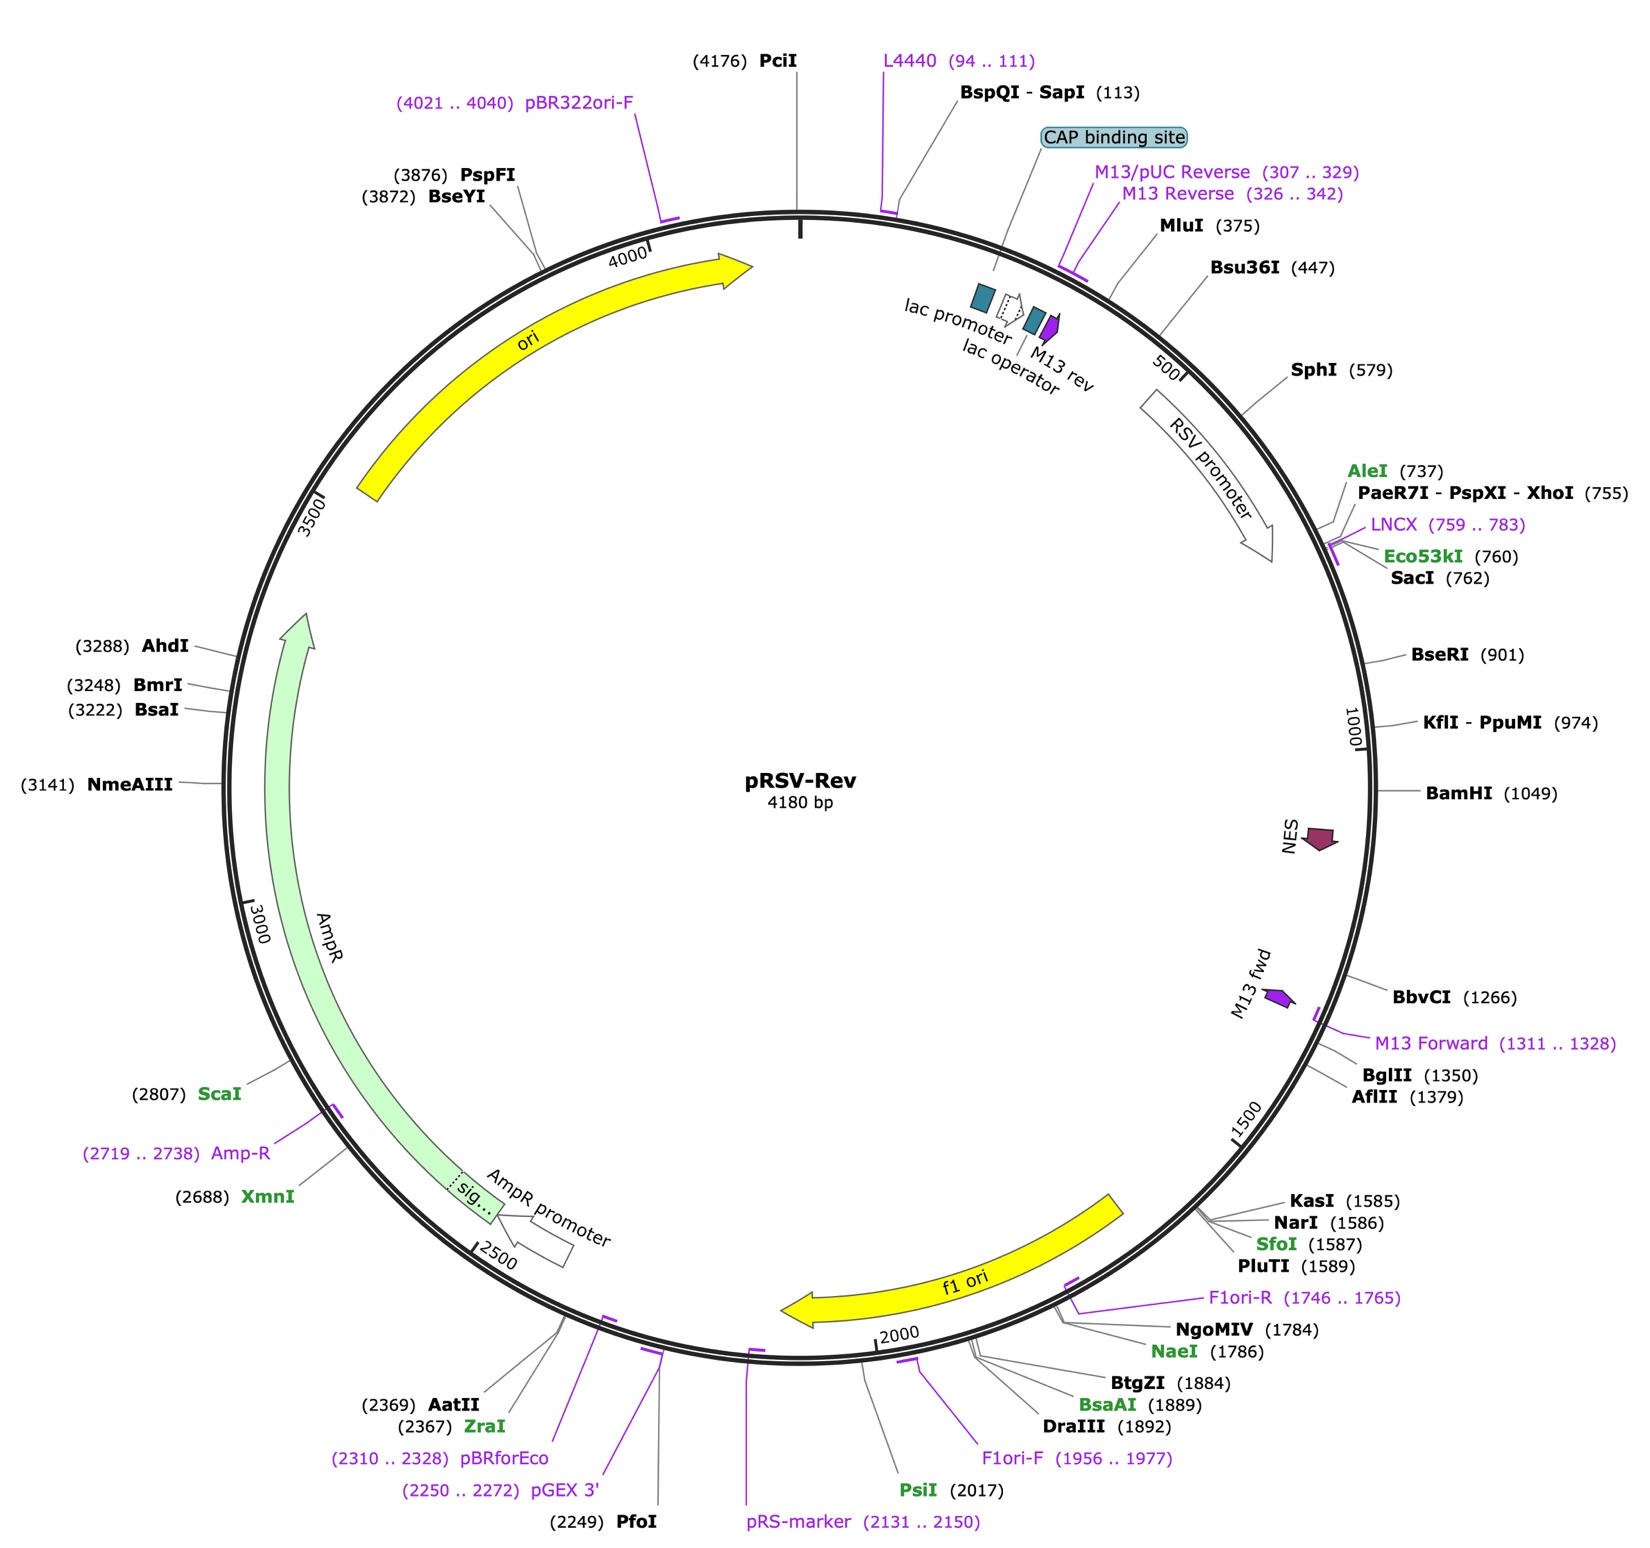 (4176) PciI
L4440 (94 .. 111)
BspQI - SapI (113)
(4021 .. 4040) pBR322ori-F
CAP binding site
(3876) PspFI
(3872) BseYI
M13/pUC Reverse (307 .. 329)
M13 Reverse (326 .. 342)
MluI (375)
Bsu36I (447)
4000
ori
lac promoter
lac operator
M13 rev
500
SphI (579)
RSV promoter
3500
AleI (737)
PaeR7I - PspXI - XhoI (755)
LNCX (759 .. 783)
Eco53kI (760)
SacI (762)
(3288) AhdI
(3248) BmrI
(3222) BsaI
BseRI (901)
KflI - PpuMI (974)
1000
(3141) NmeAIII
pRSV-Rev
4180 bp
BamHI (1049)
NES
3000
AmpR
M13 fwd
BbvCI (1266)
M13 Forward (1311 .. 1328)
BglII (1350)
AflII (1379)
(2807) ScaI
(2719 .. 2738) Amp-R
(2688) XmnI
1500
sig...
AmpR promoter
2500
KasI (1585)
NarI (1586)
SfoI (1587)
PluTI (1589)
f1 ori
F1ori-R (1746 .. 1765)
NgoMIV (1784)
NaeI (1786)
2000
BtgZI (1884)
BsaAI (1889)
DraIII (1892)
(2369) AatII
(2367) ZraI
(2310 .. 2328) pBRforEco
F1ori-F (1956 .. 1977)
(2250 .. 2272) pGEX 3'
PsiI (2017)
(2249) PfoI
pRS-marker (2131 .. 2150)